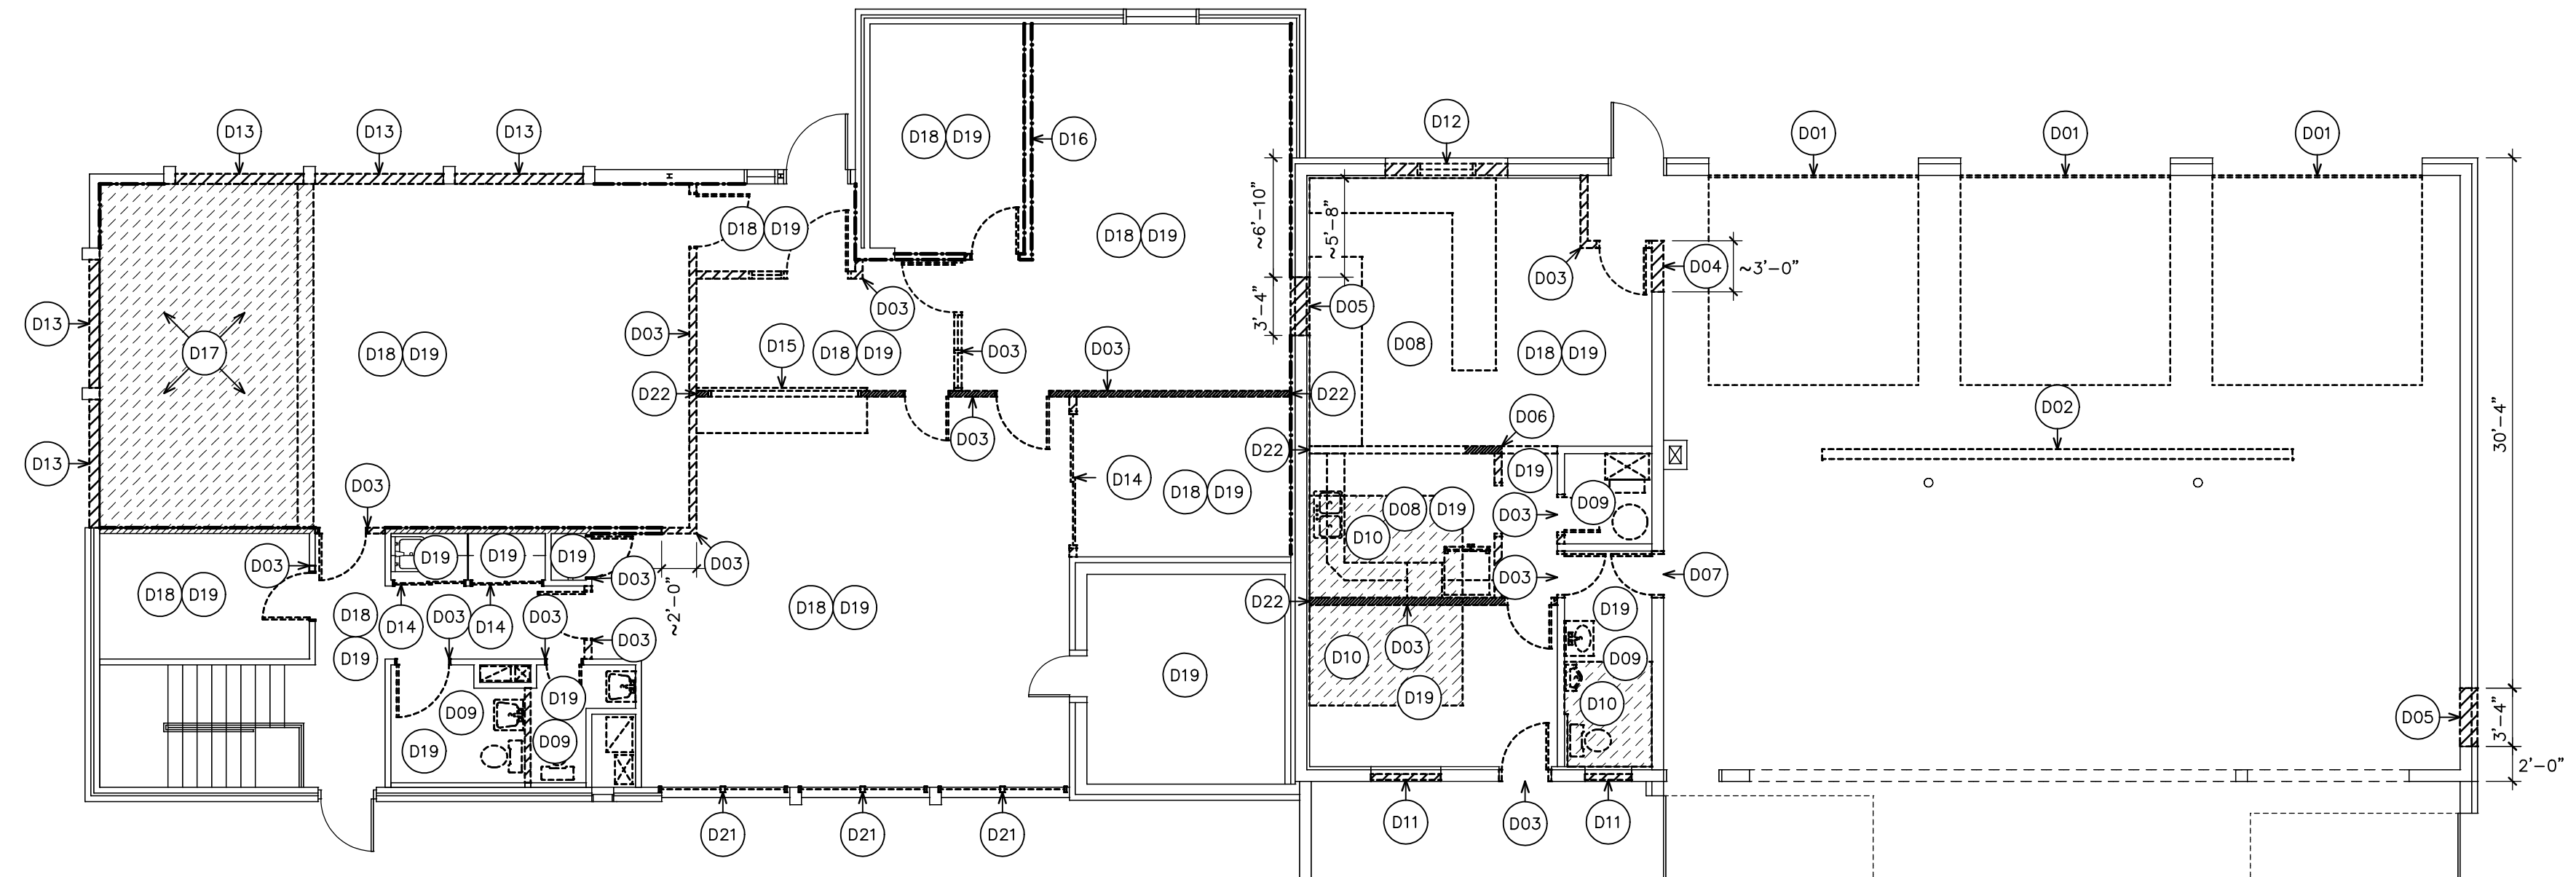 D12
D13 D13 D13
D01 D01 D01
D18 D19
D16
~6'-10"
~5'-8"
D18 D19
D18 D19
D03
D04
~3'-0"
D13
D03
D03
3'-4"
D05
D17
D18 D19
D15
D18 D19
D03
D03
D08
D18 D19
D22
D22
D02
D06
30'-4"
D13
D03
D22
D03
D14
D18 D19
D19
D08 D19
D09
D03
D10
D19 D19 D19
D03
D03
D03
D03
D07
D18 D19
D18
D19
D14
D03
D14
D03
D03
~2'-0"
D18 D19
D22
D19
D03
D10
D09
D19
D19
D19
D10
D09
D09
D19
D05
3'-4"
2'-0"
D21 D21 D21
D11
D03
D11